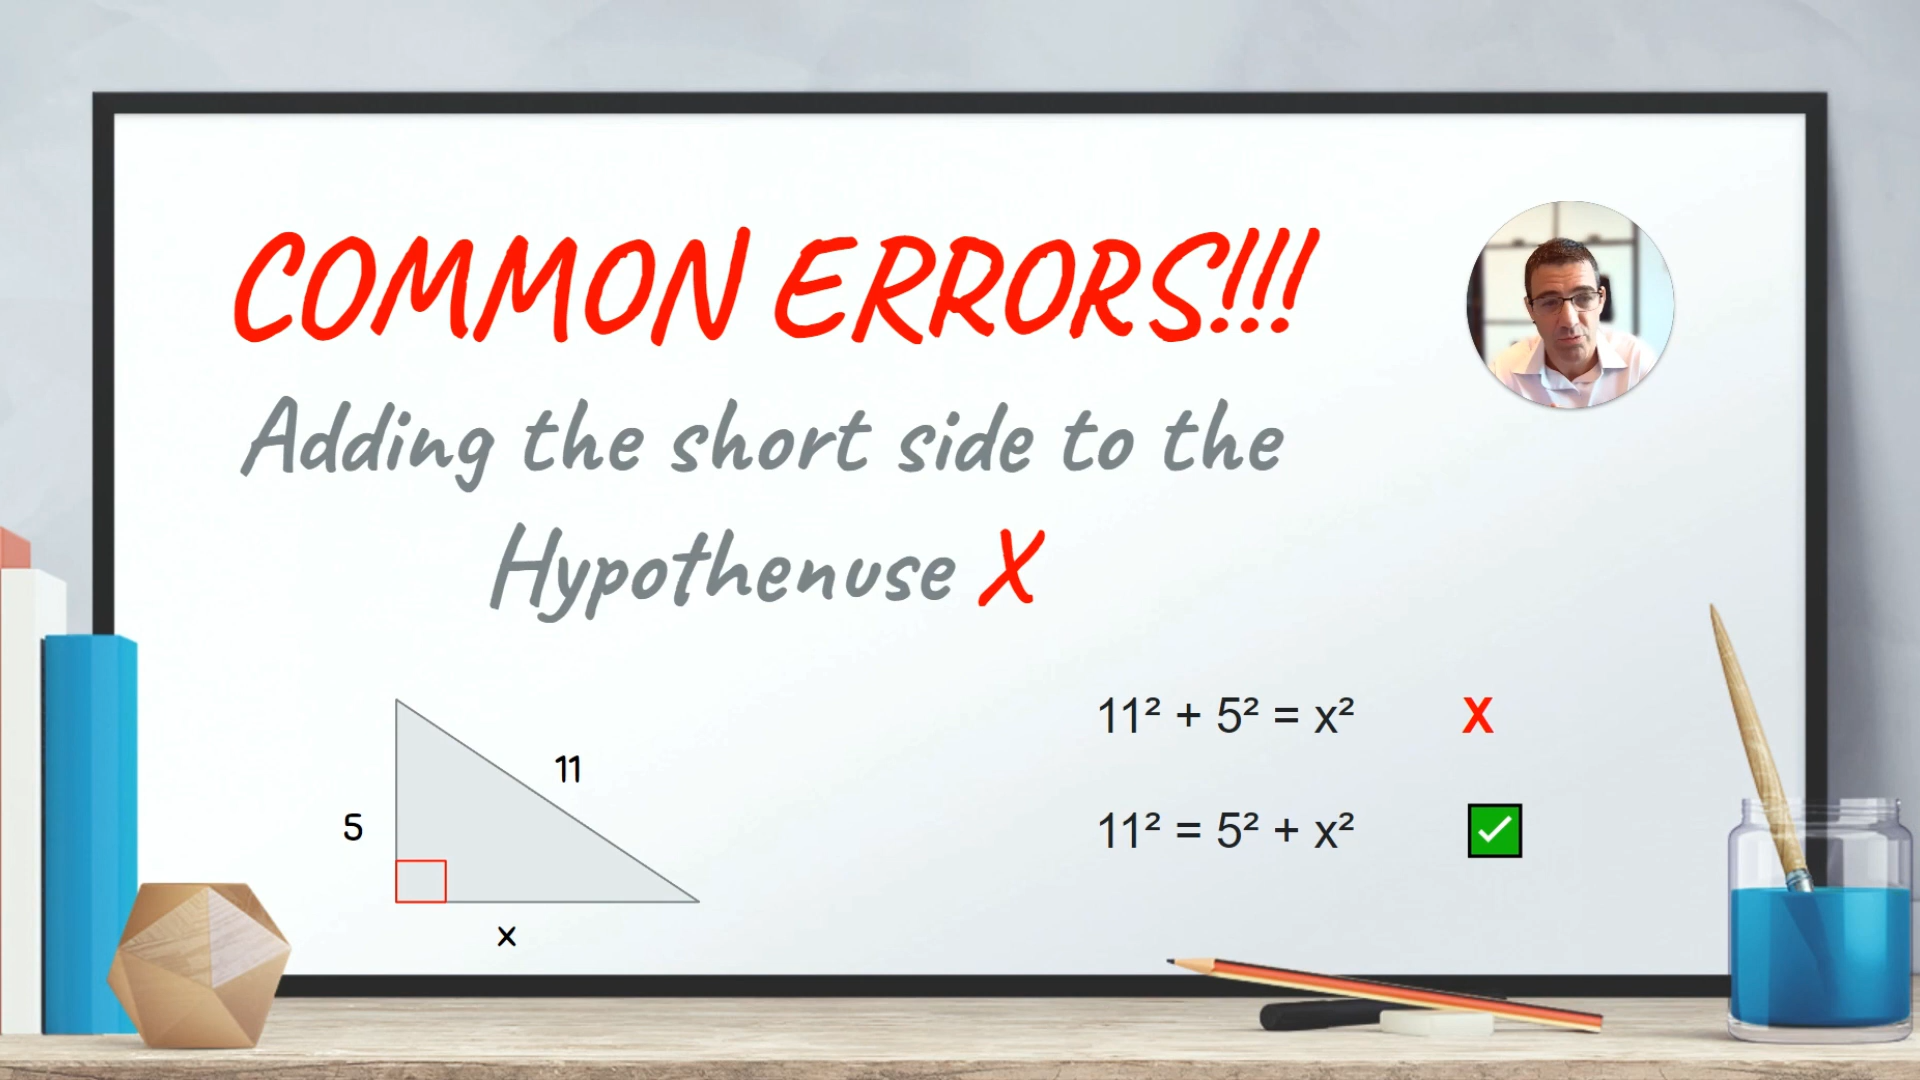 COMMON ERRORS!!!
Adding the short side to the
Hypothenuse X
11² + 5² = x² X
11² = 5² + x²
11
5
x